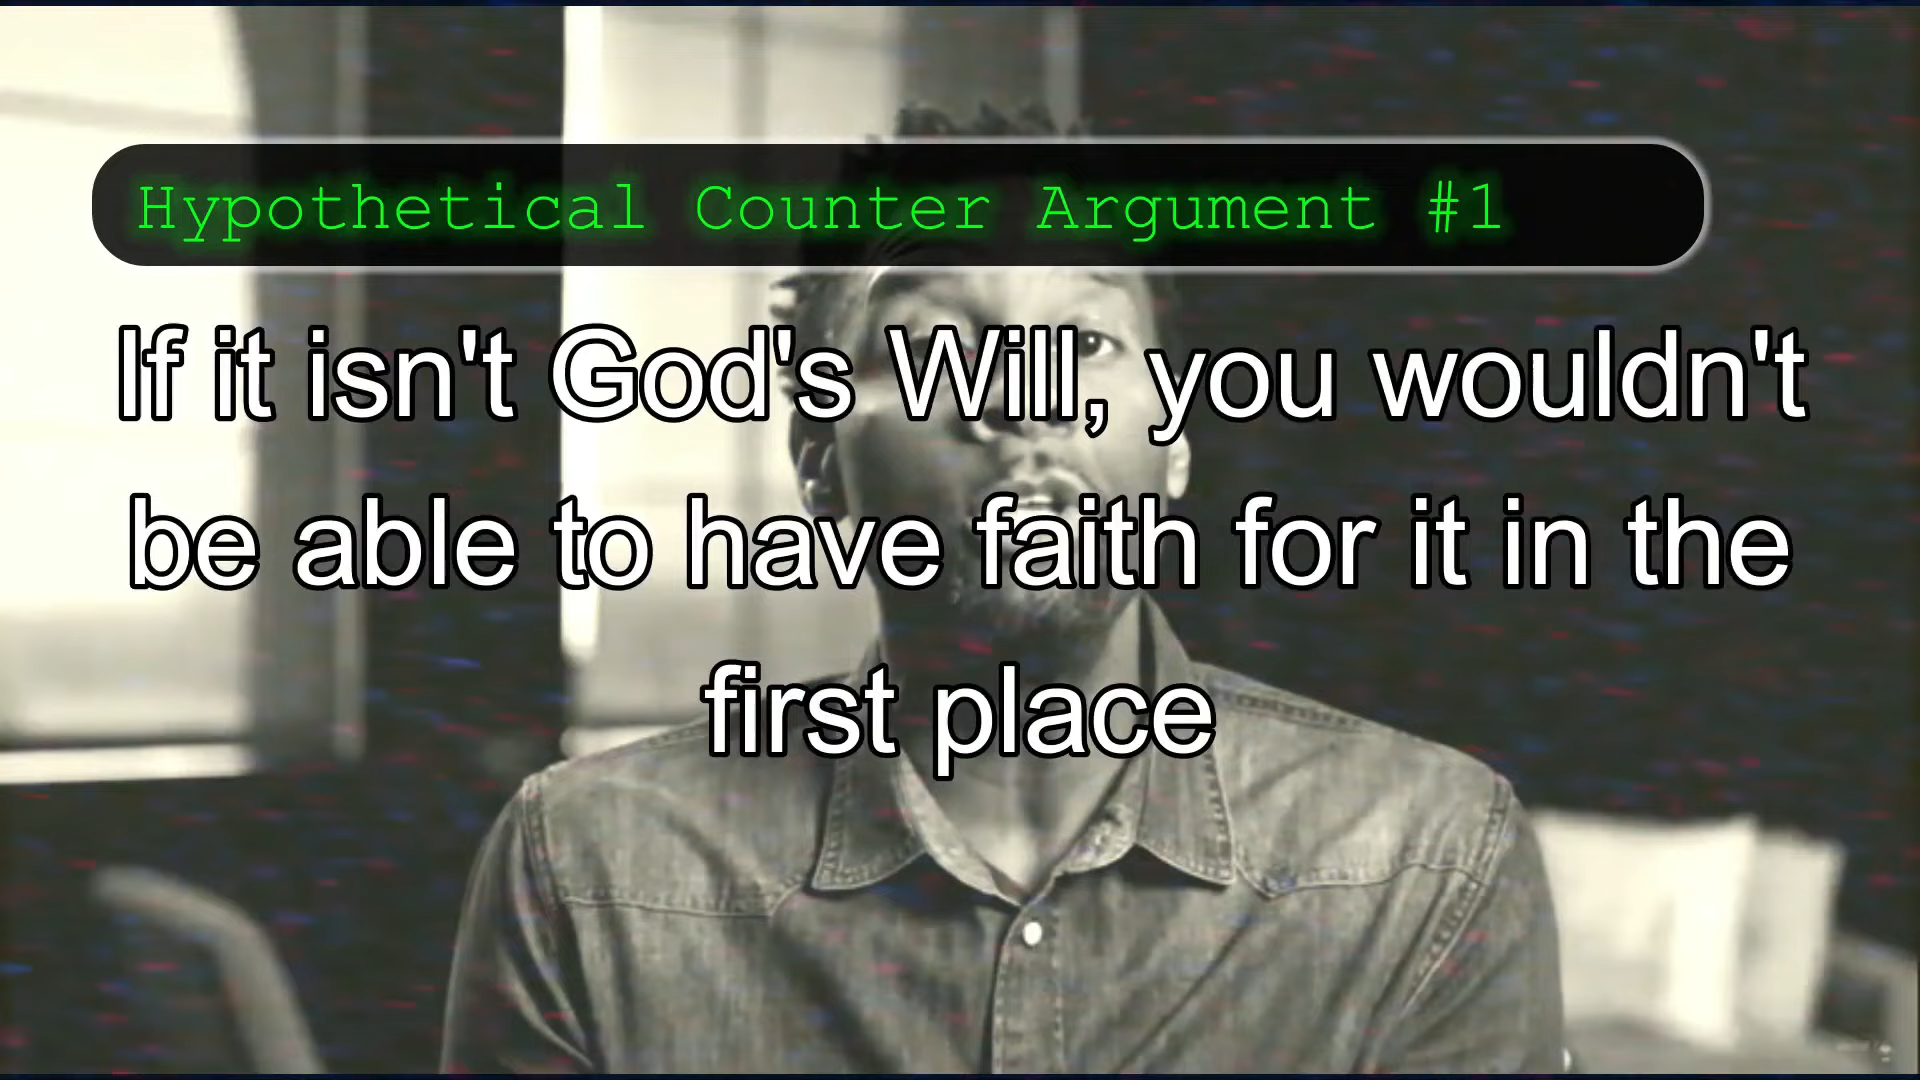 Hypothetical Counter Argument #1
If it isn't God's Will, you wouldn't
be able to have faith for it in the
first place